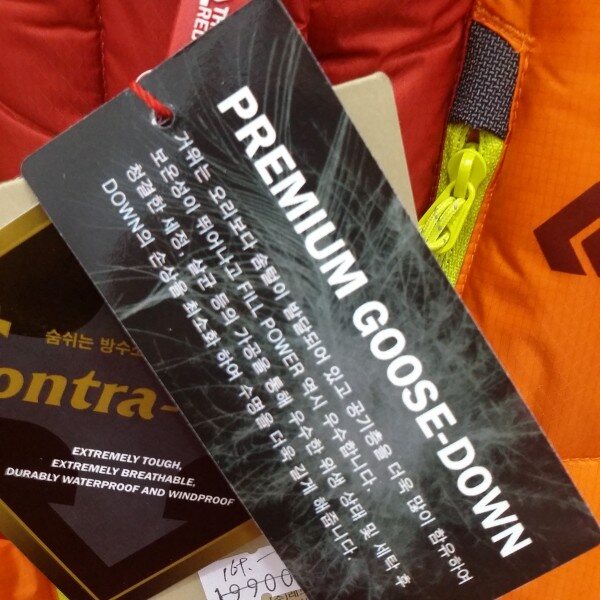 PREMIUM GOOSE-DOWN
거위는 오리보다 솜털이 발달되어 있고 공기층을 더욱 많이 함유하여
보온성이 뛰어나고 FILL POWER 역시 우수합니다.
청결한 세정, 살균 등의 가공을 통해 우수한 위생 상태 및 세탁 후
DOWN의 손상을 최소화 하여 수명을 더욱 길게 해줍니다.
숨쉬는 방수
ontra-
EXTREMELY TOUGH,
EXTREMELY BREATHABLE,
DURABLY WATERPROOF AND WINDPROOF
TH
RED
19900